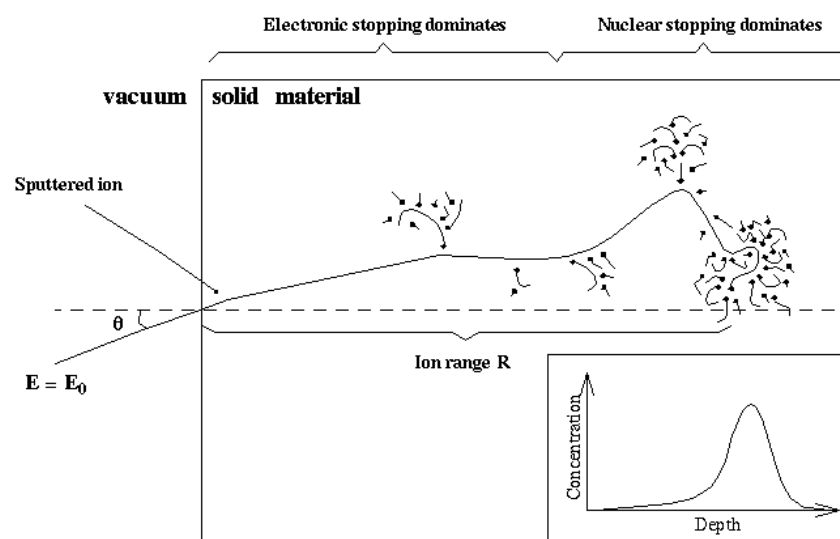 Electronic stopping dominates
Nuclear stopping dominates
vacuum
solid material
Sputtered ion
θ
E = E₀
Ion range R
Concentration
Depth